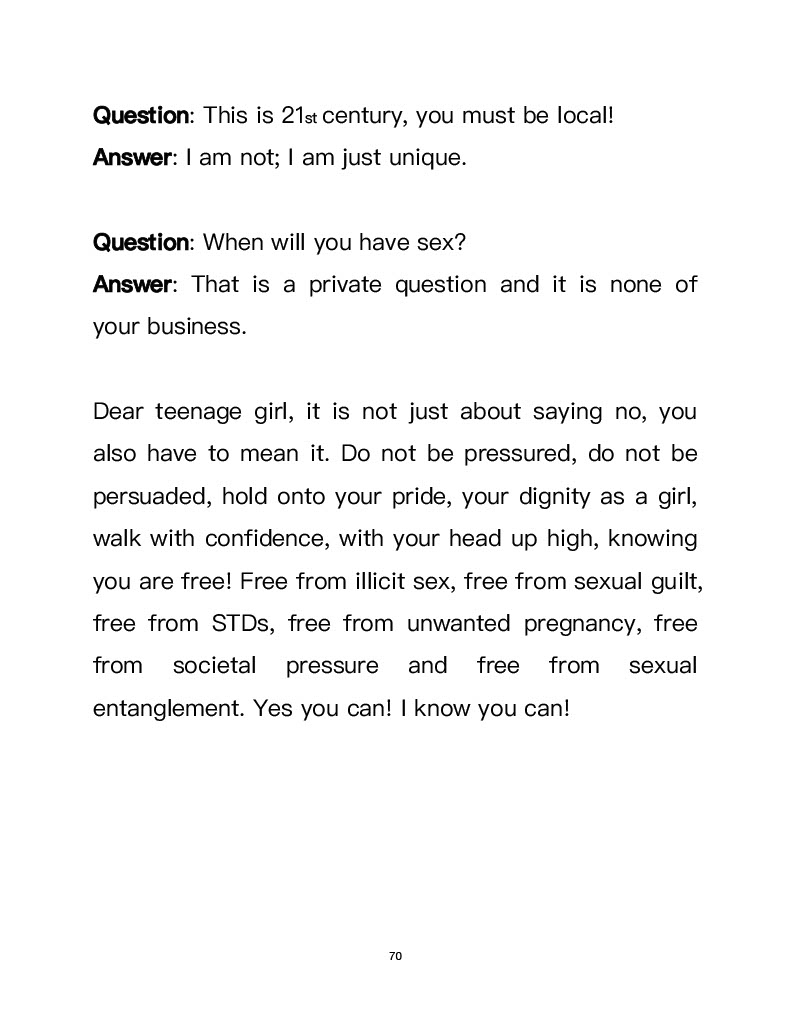 Question: This is 21st century, you must be local!
Answer: I am not; I am just unique.
Question: When will you have sex?
Answer: That is a private question and it is none of
your business.
Dear teenage girl, it is not just about saying no, you
also have to mean it. Do not be pressured, do not be
persuaded, hold onto your pride, your dignity as a girl,
walk with confidence, with your head up high, knowing
you are free! Free from illicit sex, free from sexual guilt,
free from STDs, free from unwanted pregnancy, free
from societal pressure and free from sexual
entanglement. Yes you can! I know you can!
70